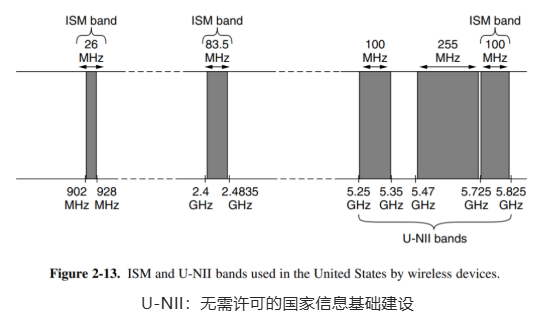 ISM band
ISM band
ISM band
26
MHz
83.5
MHz
100
MHz
255
MHz
100
MHz
902
MHz
928
MHz
2.4
GHz
2.4835
GHz
5.25
GHz
5.35
GHz
5.47
GHz
5.725
GHz
5.825
GHz
U-NII bands
Figure 2-13. ISM and U-NII bands used in the United States by wireless devices.
U-NII：无需许可的国家信息基础建设